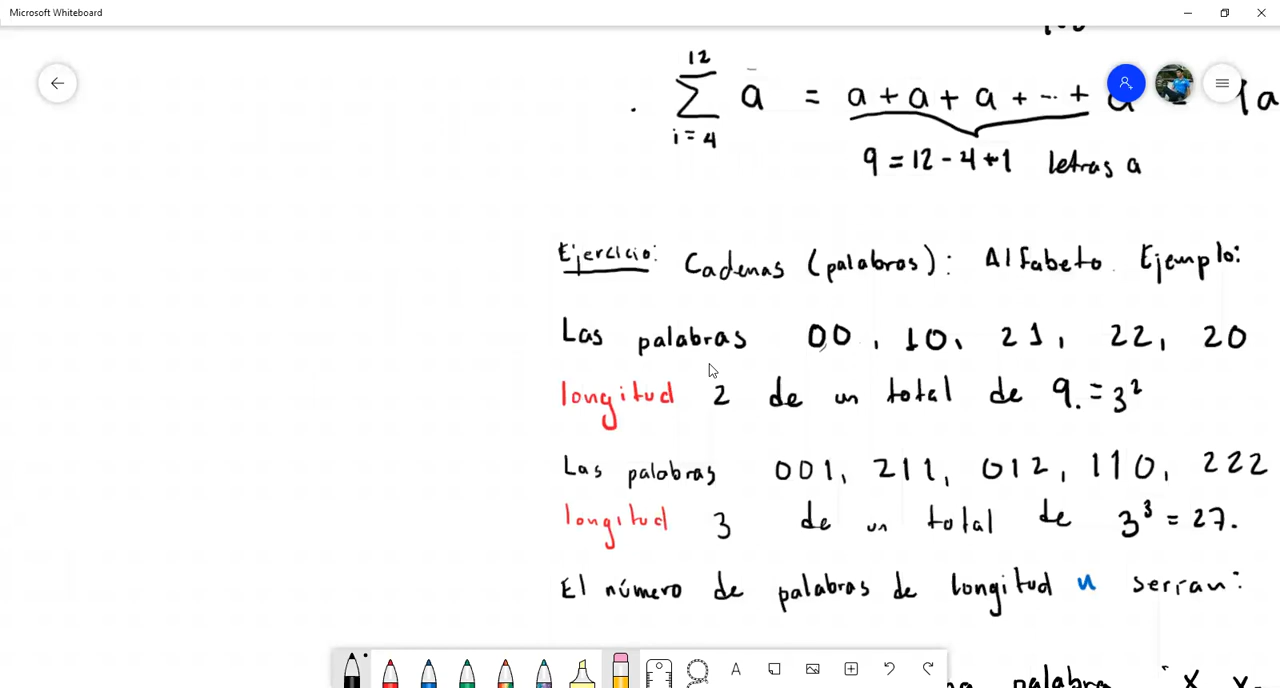 Microsoft Whiteboard
12
. ∑ a = a + a + a + ... + a
i = 4
9 = 12 - 4 + 1 letras a
Ejercicio: Cadenas (palabras): Alfabeto. Ejemplo:
Las palabras 00, 10, 21, 22, 20
longitud 2 de un total de 9. = 3²
Las palabras 001, 211, 012, 110, 222
longitud 3 de un total de 3³ = 27.
El número de palabras de longitud n serían:
palabras
A